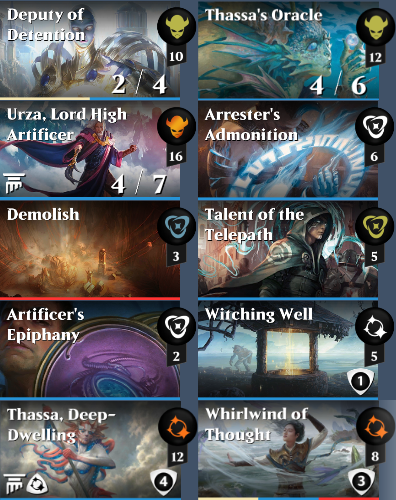 Deputy of
Detention
10
2 / 4
Thassa's Oracle
12
4 / 6
Urza, Lord High
Artificer
16
4 / 7
Arrester's
Admonition
6
Demolish
3
Talent of the
Telepath
5
Artificer's
Epiphany
2
Witching Well
5
1
Thassa, Deep-
Dwelling
12
4
Whirlwind of
Thought
8
3